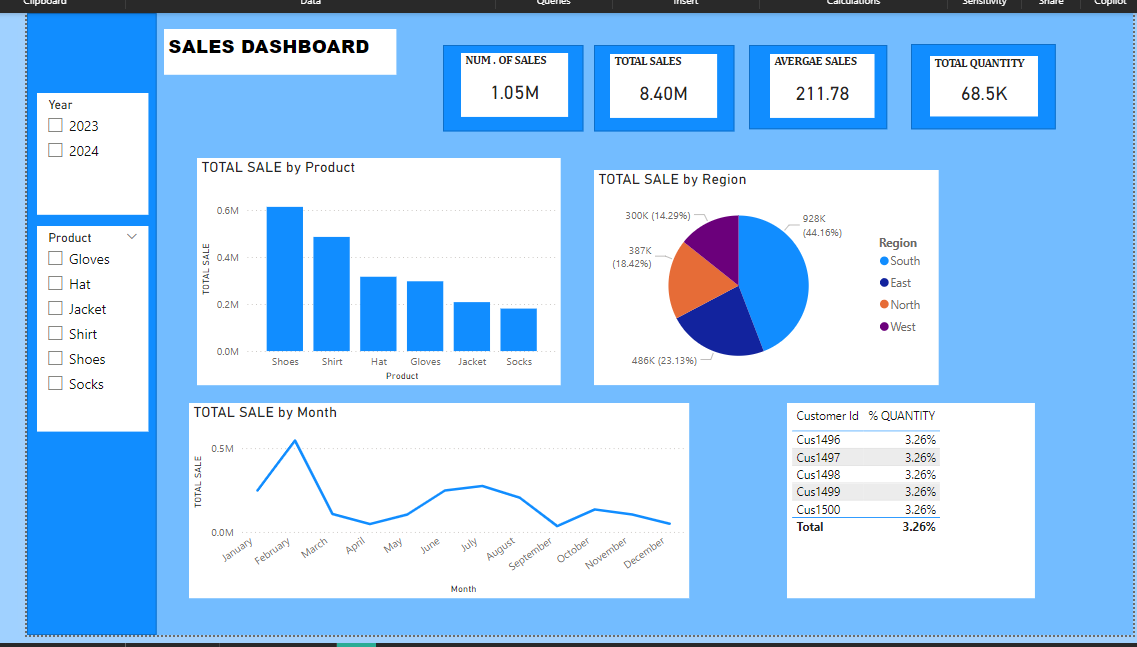 Clipboard
Data
Queries
Insert
Calculations
Sensitivity
Share
Copilot
SALES DASHBOARD
NUM . OF SALES
1.05M
TOTAL SALES
8.40M
AVERGAE SALES
211.78
TOTAL QUANTITY
68.5K
Year
2023
2024
Product
Gloves
Hat
Jacket
Shirt
Shoes
Socks
TOTAL SALE by Product
TOTAL SALE
0.6M
0.4M
0.2M
0.0M
Shoes Shirt Hat Gloves Jacket Socks
Product
TOTAL SALE by Region
300K (14.29%)
387K
(18.42%)
486K (23.13%)
928K
(44.16%)
Region
South
East
North
West
TOTAL SALE by Month
TOTAL SALE
0.5M
0.0M
January February March April May June July August September October November December
Month
Customer Id % QUANTITY
Cus1496 3.26%
Cus1497 3.26%
Cus1498 3.26%
Cus1499 3.26%
Cus1500 3.26%
Total 3.26%